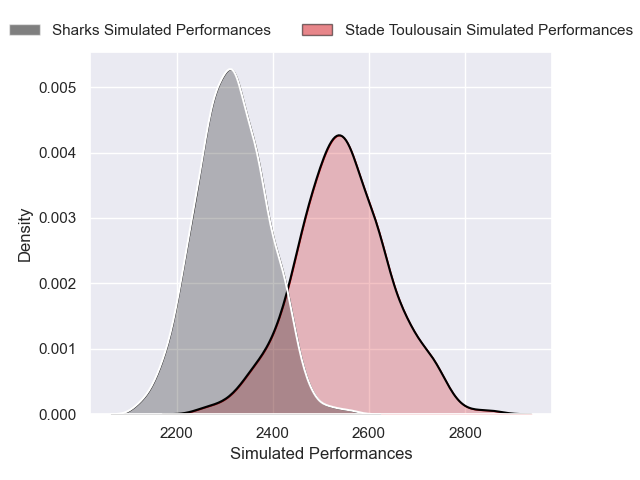 Sharks Simulated Performances
Stade Toulousain Simulated Performances
0.005
0.004
0.003
0.002
0.001
0.000
Density
2200
2400
2600
2800
Simulated Performances